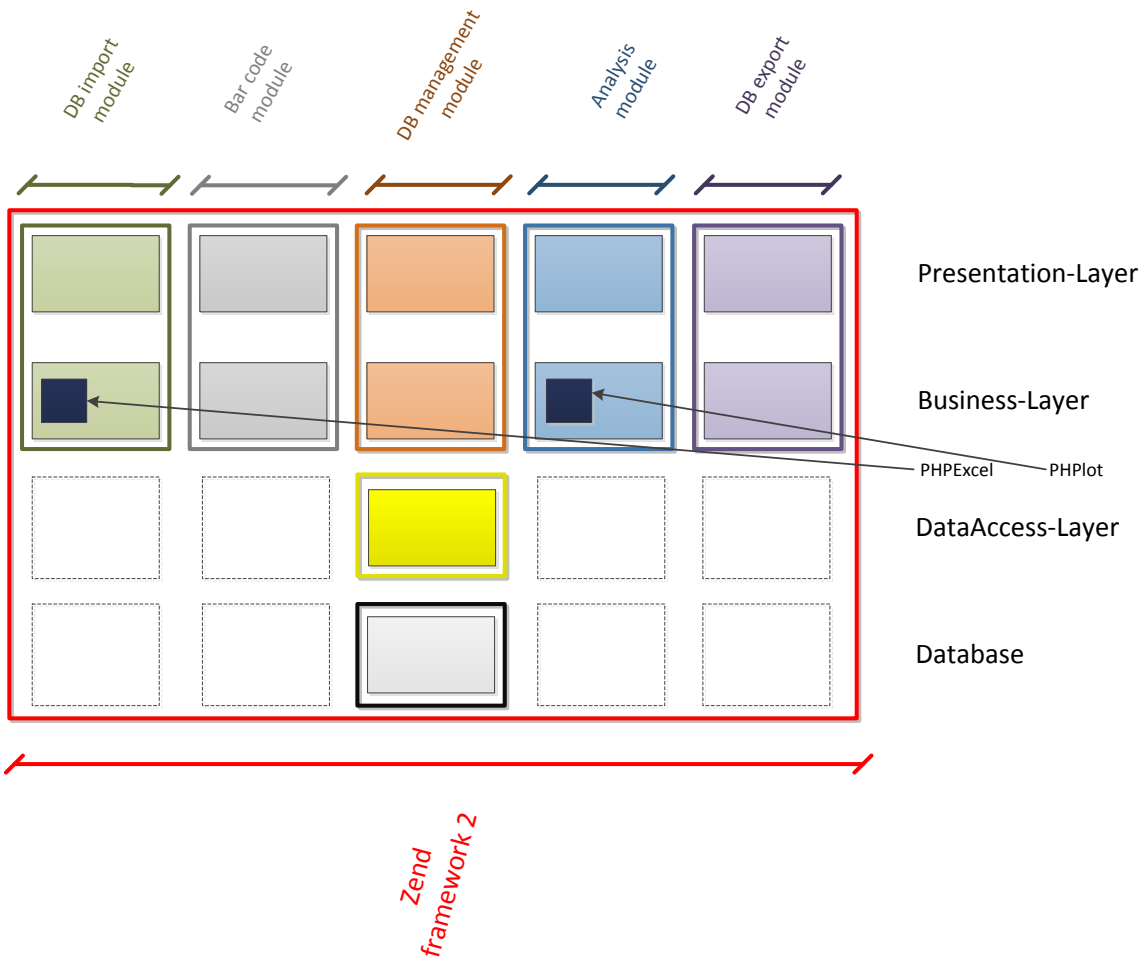 DB import
module
Bar code
module
DB management
module
Analysis
module
DB export
module
Presentation-Layer
Business-Layer
PHPExcel
PHPlot
DataAccess-Layer
Database
Zend
framework 2